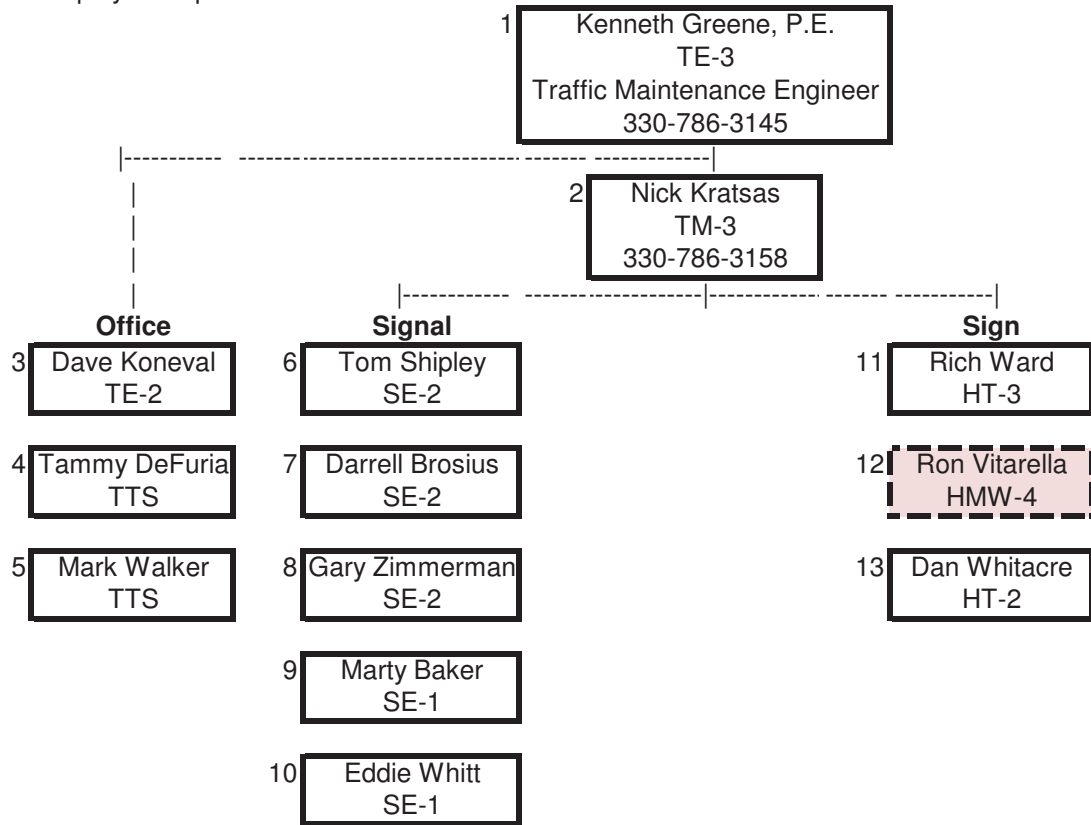 1 Kenneth Greene, P.E.
TE-3
Traffic Maintenance Engineer
330-786-3145
2 Nick Kratsas
TM-3
330-786-3158
Office
3 Dave Koneval
TE-2
4 Tammy DeFuria
TTS
5 Mark Walker
TTS
Signal
6 Tom Shipley
SE-2
7 Darrell Brosius
SE-2
8 Gary Zimmerman
SE-2
9 Marty Baker
SE-1
10 Eddie Whitt
SE-1
Sign
11 Rich Ward
HT-3
12 Ron Vitarella
HMW-4
13 Dan Whitacre
HT-2